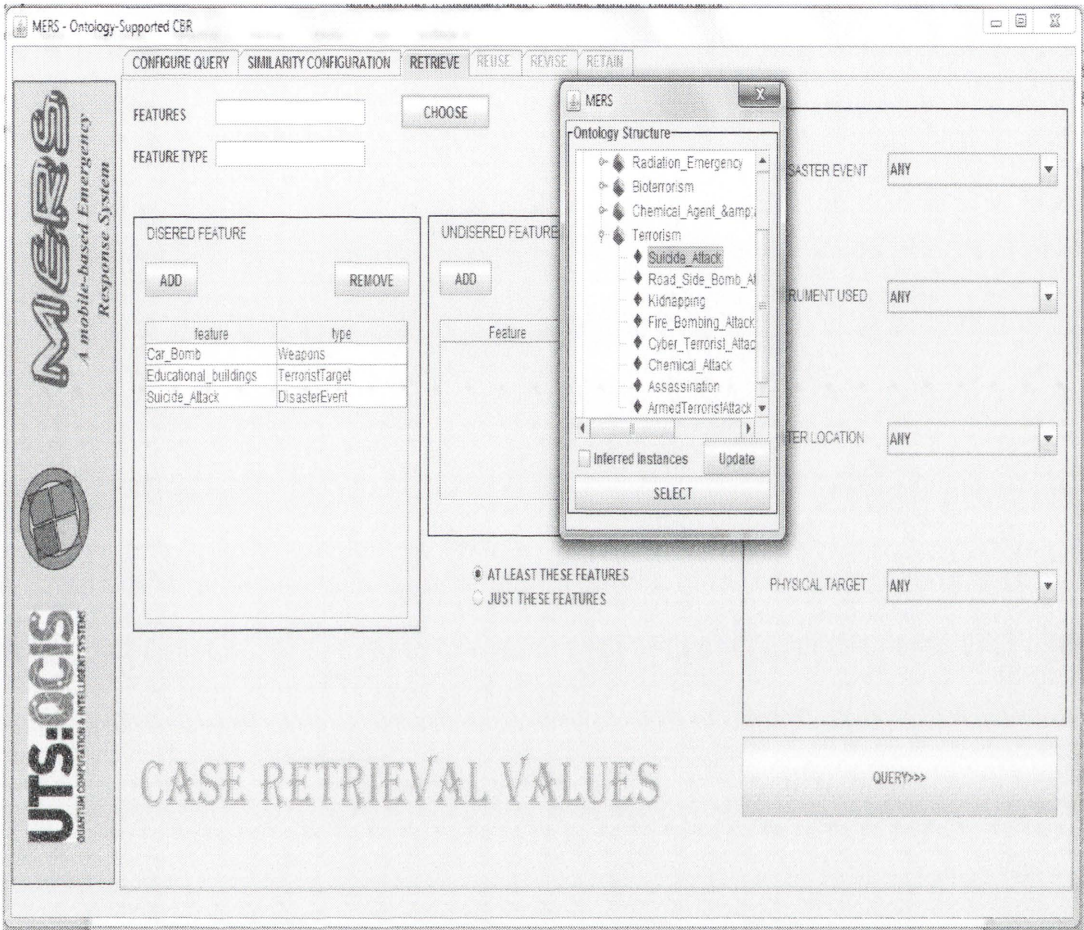 MERS - Ontology-Supported CBR
CONFIGURE QUERY SIMILARITY CONFIGURATION RETRIEVE REUSE REVISE RETAIN
MERS
A mobile-based Emergency
Response System
UTS:QCIS
QUANTUM COMPUTATION & INTELLIGENT SYSTEMS
FEATURES
CHOOSE
FEATURE TYPE
DISERED FEATURE
ADD REMOVE
feature type
Car_Bomb Weapons
Educational_buildings TerroristTarget
Suicide_Attack DisasterEvent
UNDISERED FEATURE
ADD
Feature
AT LEAST THESE FEATURES
JUST THESE FEATURES
MERS
Ontology Structure
Radiation_Emergency
Bioterrorism
Chemical_Agent_&amp;
Terrorism
Suicide_Attack
Road_Side_Bomb_At
Kidnapping
Fire_Bombing_Attack
Cyber_Terrorist_Attac
Chemical_Attack
Assassination
ArmedTerroristAttack
Inferred Instances Update
SELECT
SASTER EVENT ANY
RUMENT USED ANY
TER LOCATION ANY
PHYSICAL TARGET ANY
QUERY>>>
CASE RETRIEVAL VALUES